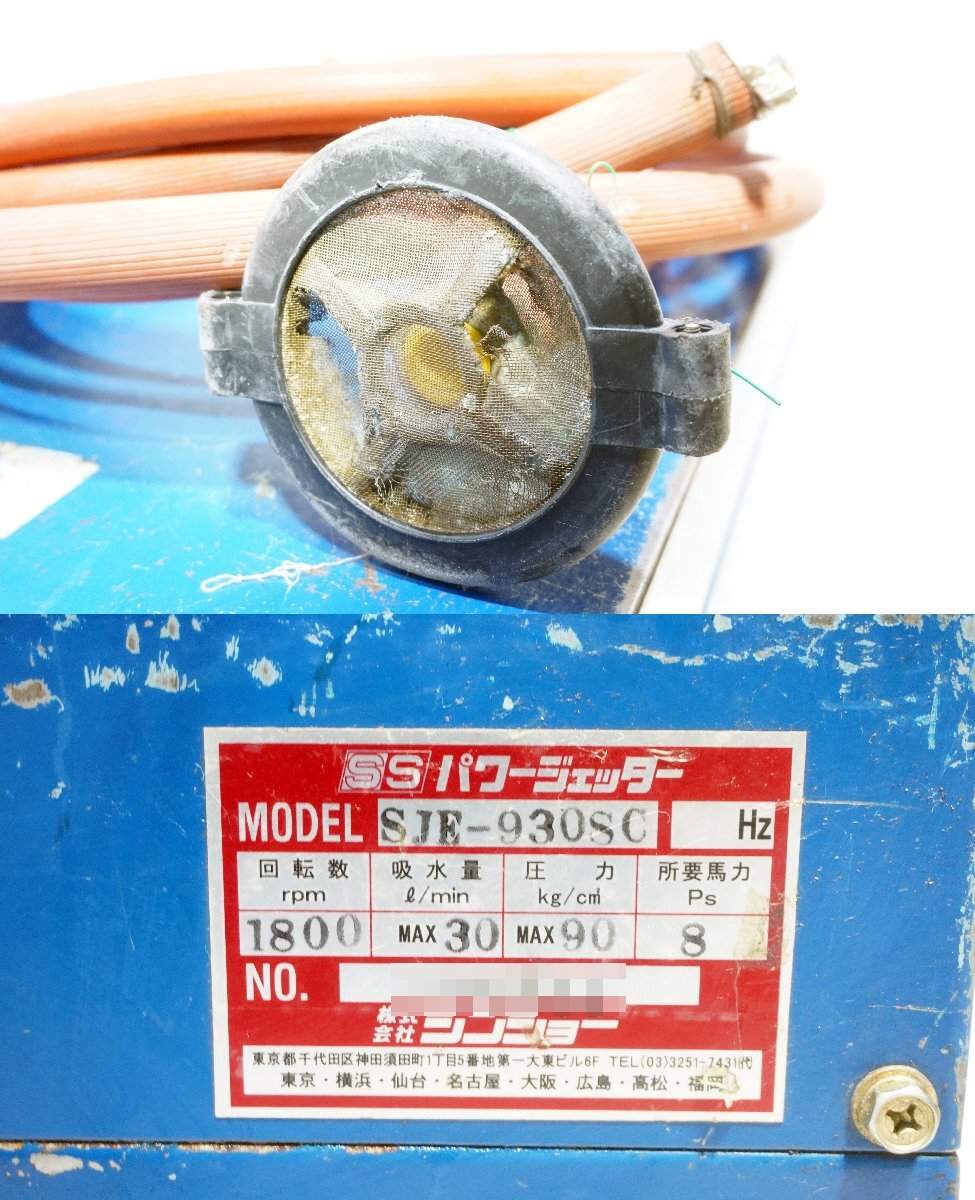 SS パワージェッター
MODEL SJE-930SC Hz
回転数 吸水量 圧力 所要馬力
rpm ℓ/min kg/c㎡ Ps
1800 MAX 30 MAX 90 8
NO.
株式会社 シンショー
東京都千代田区神田須田町1丁目5番地第一大東ビル6F TEL(03)3251-7431(代)
東京・横浜・仙台・名古屋・大阪・広島・高松・福岡